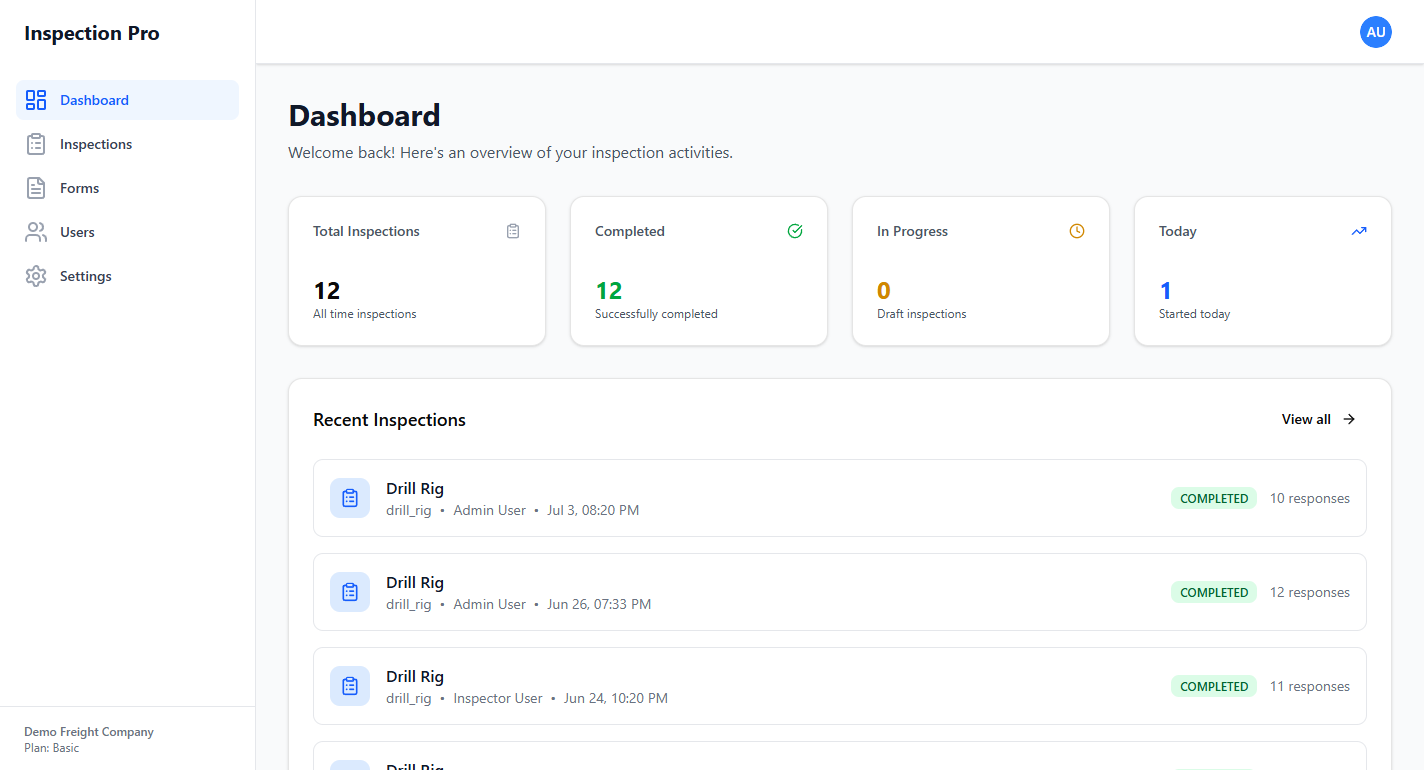 Inspection Pro
AU
Dashboard
Inspections
Forms
Users
Settings
Demo Freight Company
Plan: Basic
Dashboard
Welcome back! Here's an overview of your inspection activities.
Total Inspections
12
All time inspections
Completed
12
Successfully completed
In Progress
0
Draft inspections
Today
1
Started today
Recent Inspections
View all
Drill Rig
drill_rig • Admin User • Jul 3, 08:20 PM
COMPLETED
10 responses
Drill Rig
drill_rig • Admin User • Jun 26, 07:33 PM
COMPLETED
12 responses
Drill Rig
drill_rig • Inspector User • Jun 24, 10:20 PM
COMPLETED
11 responses
Drill Rig